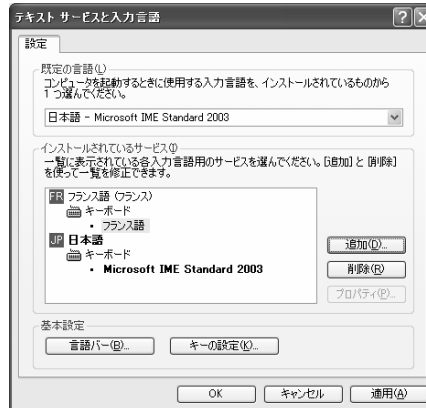 テキスト サービスと入力言語
設定
既定の言語(L)
コンピュータを起動するときに使用する入力言語を、インストールされているものから
1 つ選んでください。
日本語 - Microsoft IME Standard 2003
インストールされているサービス(I)
一覧に表示されている各入力言語用のサービスを選んでください。[追加] と [削除]
を使って一覧を修正できます。
FR フランス語 (フランス)
キーボード
・ フランス語
JP 日本語
キーボード
・ Microsoft IME Standard 2003
追加(D)...
削除(R)
プロパティ(P)...
基本設定
言語バー(B)... キーの設定(K)...
OK キャンセル 適用(A)